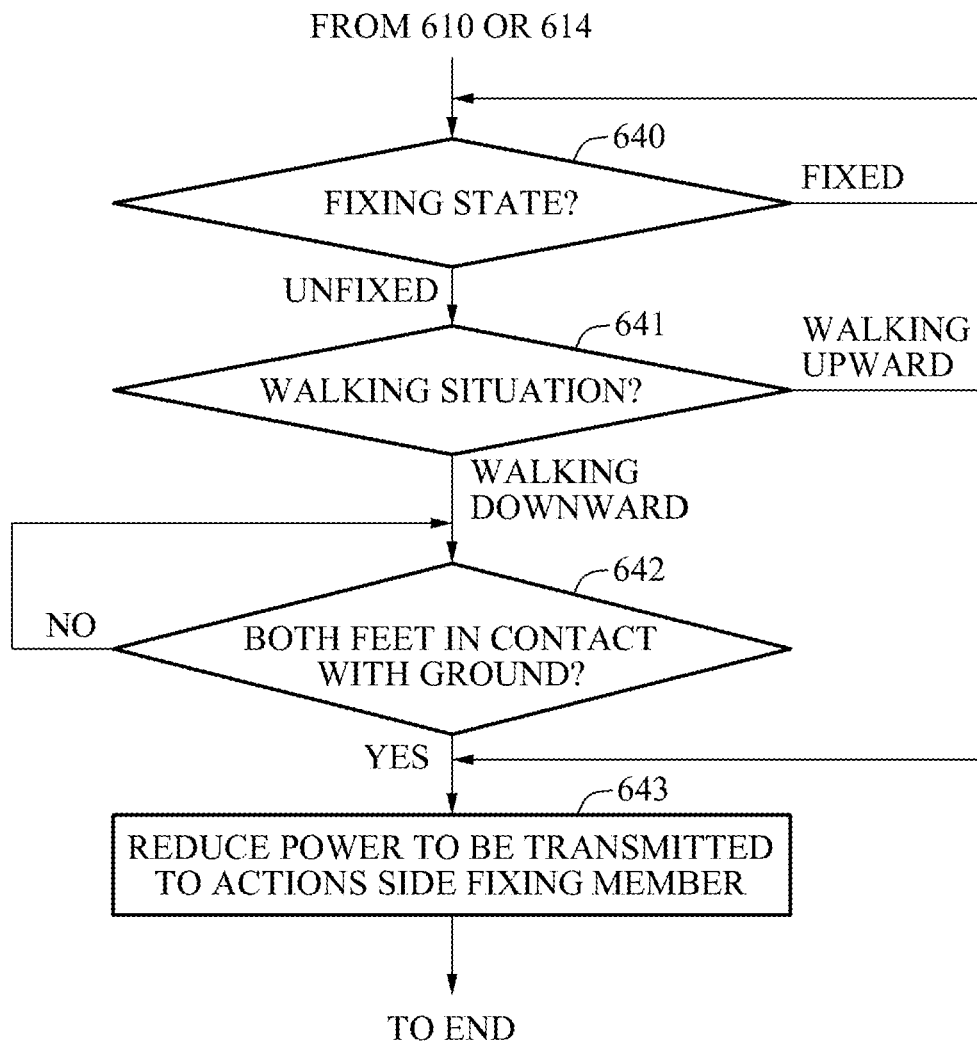 FROM 610 OR 614
640
FIXING STATE?
FIXED
UNFIXED
641
WALKING SITUATION?
WALKING
UPWARD
WALKING
DOWNWARD
642
NO
BOTH FEET IN CONTACT
WITH GROUND?
YES
643
REDUCE POWER TO BE TRANSMITTED
TO ACTIONS SIDE FIXING MEMBER
TO END